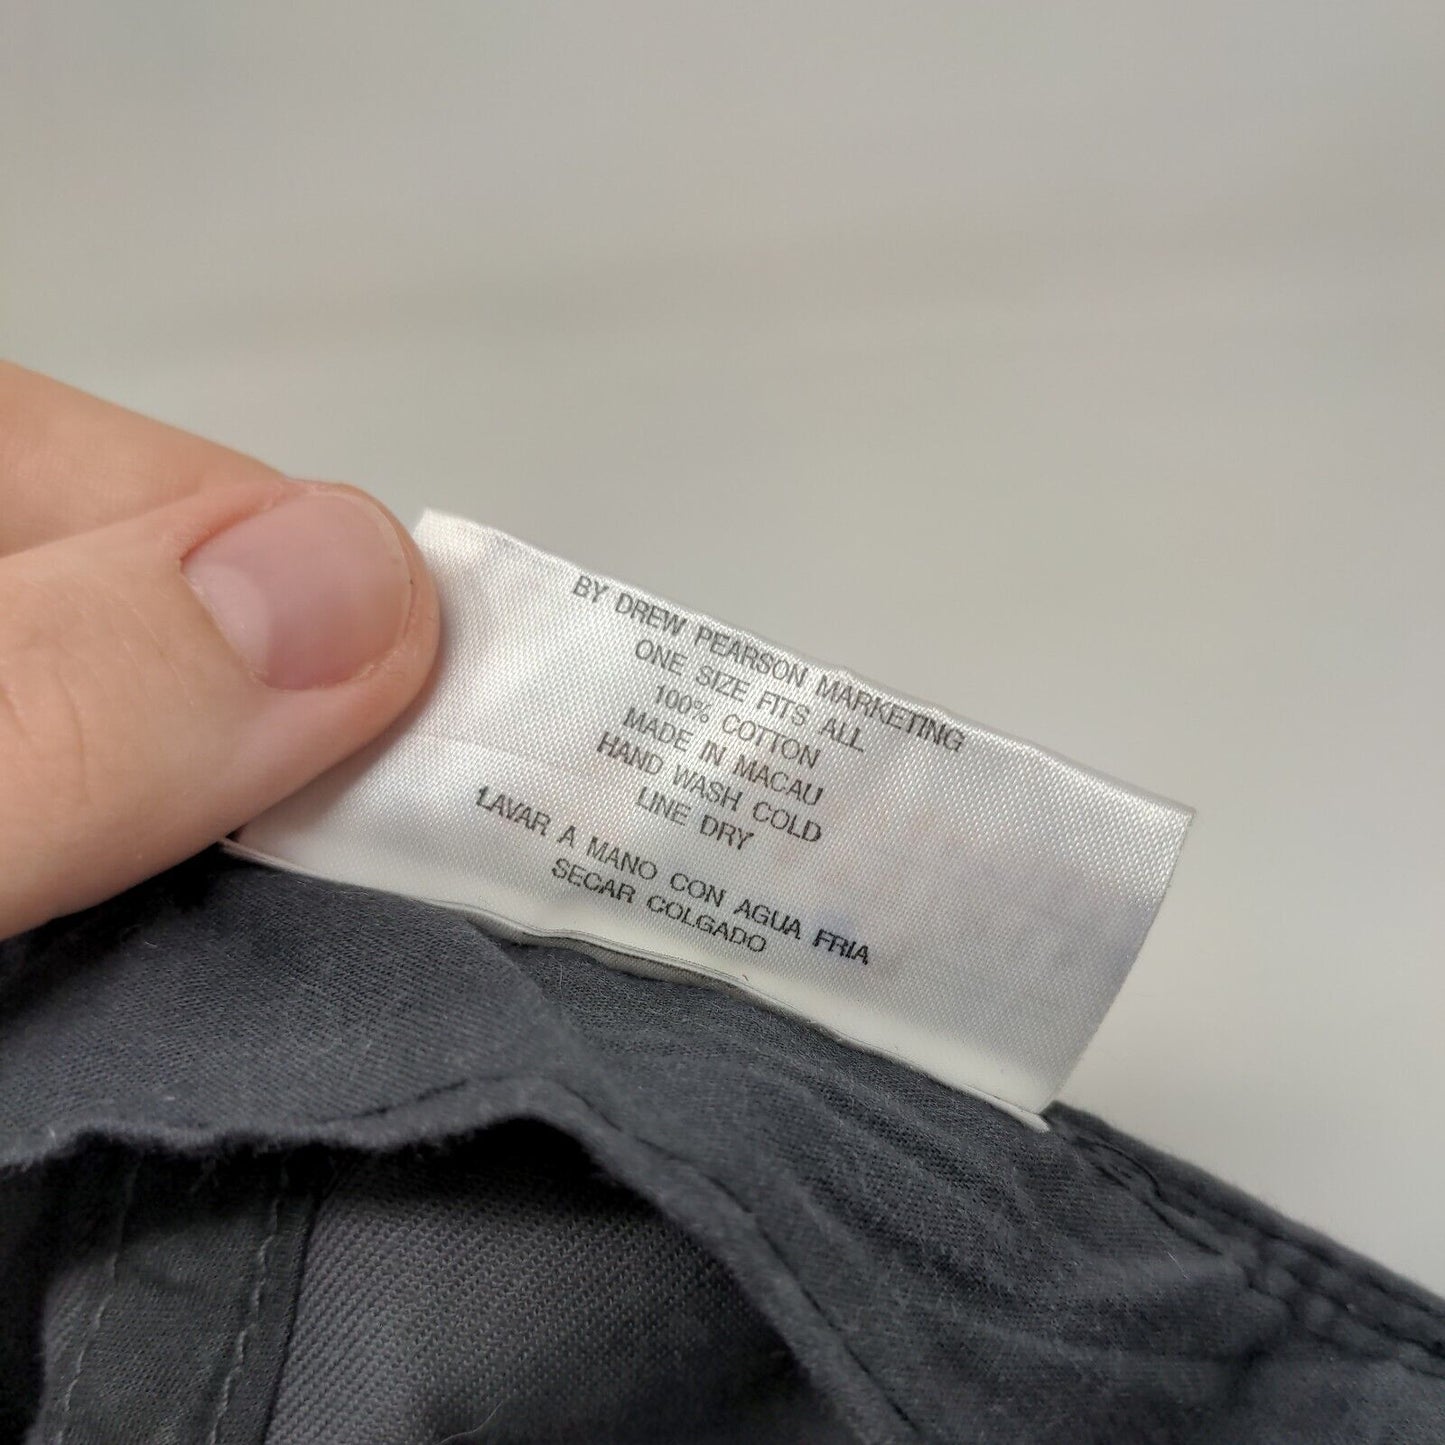 BY DREW PEARSON MARKETING
ONE SIZE FITS ALL
100% COTTON
MADE IN MACAU
HAND WASH COLD
LINE DRY
LAVAR A MANO CON AGUA FRIA
SECAR COLGADO